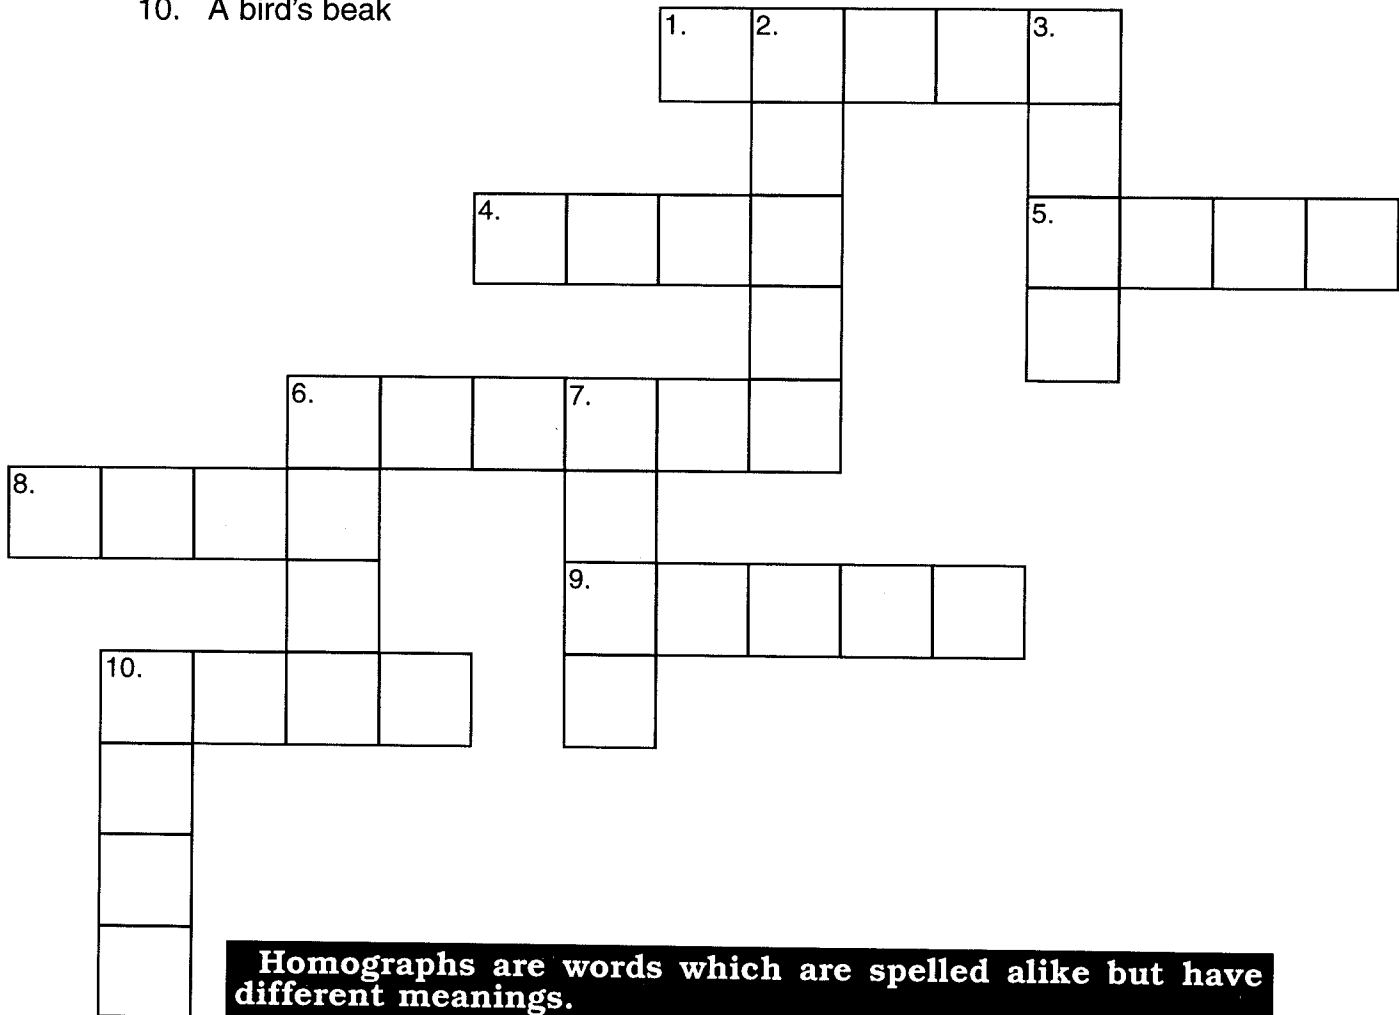 10. A bird's beak
1. 2. 3.
4. 5.
6. 7.
8.
9.
10.
Homographs are words which are spelled alike but have
different meanings.